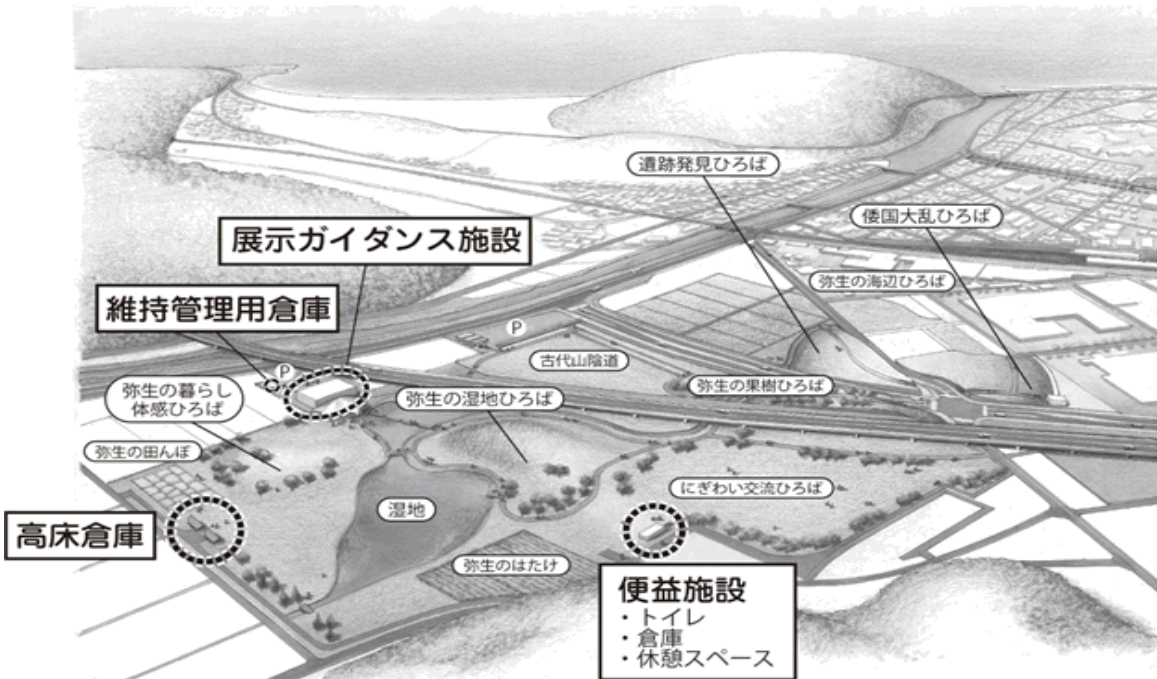 遺跡発見ひろば
倭国大乱ひろば
展示ガイダンス施設
弥生の海辺ひろば
維持管理用倉庫
P
古代山陰道
P
弥生の果樹ひろば
弥生の暮らし
体感ひろば
弥生の湿地ひろば
弥生の田んぼ
にぎわい交流ひろば
湿地
高床倉庫
弥生のはたけ
便益施設
・トイレ
・倉庫
・休憩スペース